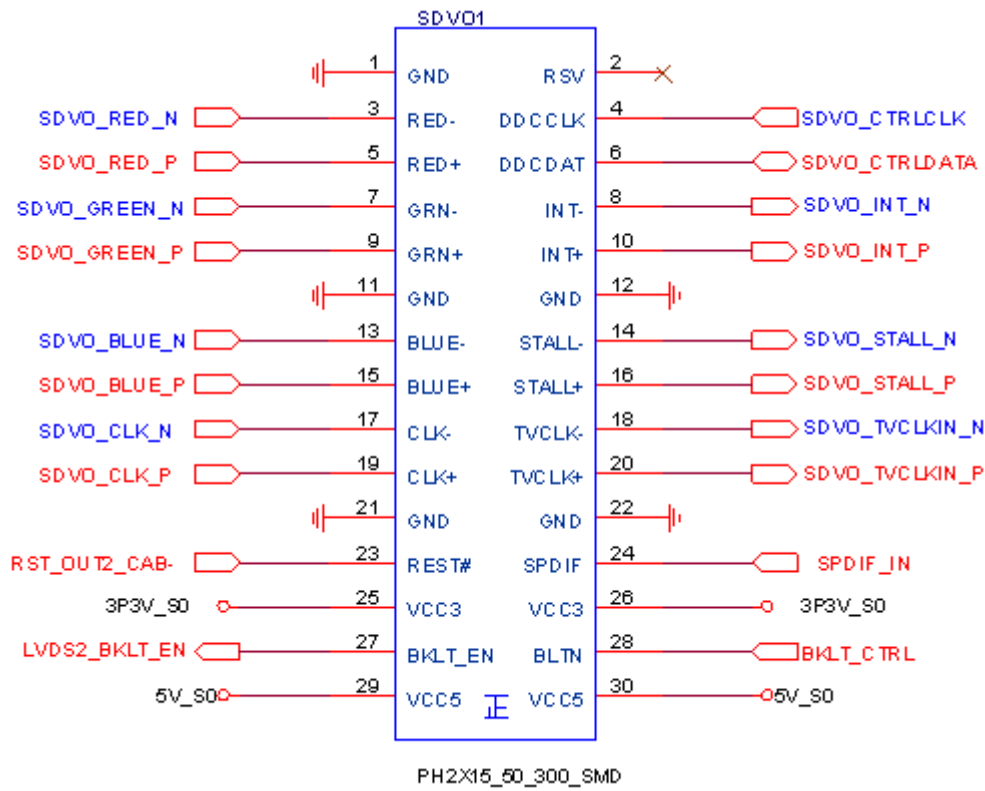 SDVO1
1 GND RSV 2
SDVO_RED_N 3 RED- DDCCLK 4 SDVO_CTRLCLK
SDVO_RED_P 5 RED+ DDCDAT 6 SDVO_CTRLDATA
SDVO_GREEN_N 7 GRN- INT- 8 SDVO_INT_N
SDVO_GREEN_P 9 GRN+ INT+ 10 SDVO_INT_P
11 GND GND 12
SDVO_BLUE_N 13 BLUE- STALL- 14 SDVO_STALL_N
SDVO_BLUE_P 15 BLUE+ STALL+ 16 SDVO_STALL_P
SDVO_CLK_N 17 CLK- TVCLK- 18 SDVO_TVCLKIN_N
SDVO_CLK_P 19 CLK+ TVCLK+ 20 SDVO_TVCLKIN_P
21 GND GND 22
RST_OUT2_CAB- 23 REST# SPDIF 24 SPDIF_IN
3P3V_S0 25 VCC3 VCC3 26 3P3V_S0
LVDS2_BKLT_EN 27 BKLT_EN BLTN 28 BKLT_CTRL
5V_S0 29 VCC5 正 VCC5 30 5V_S0
PH2X15_50_300_SMD